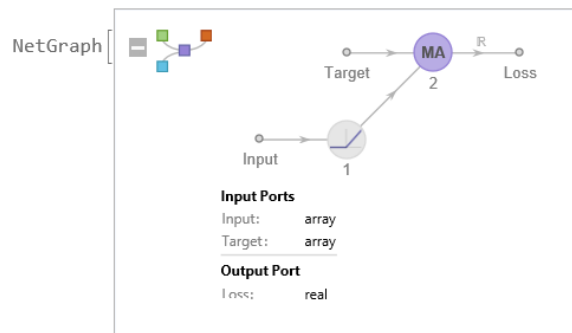 NetGraph
ℝ
MA
Target
2
Loss
Input
1
Input Ports
Input: array
Target: array
Output Port
Loss: real